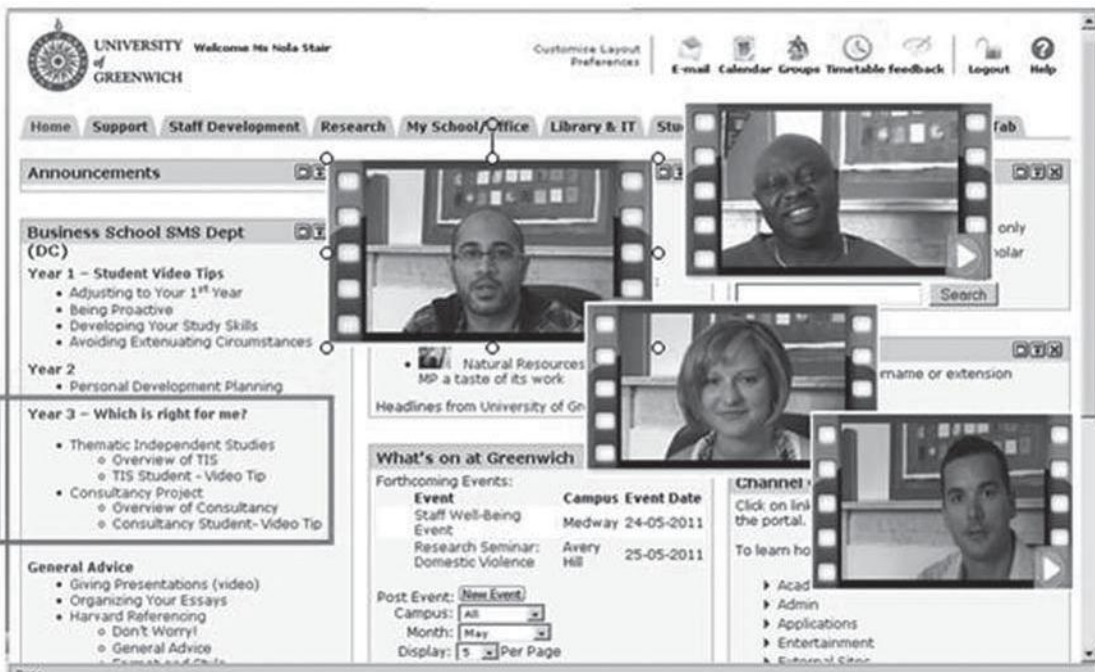 UNIVERSITY
of
GREENWICH
Welcome Ms Nola Stair
Customise Layout
Preferences
E-mail Calendar Groups Timetable feedback Logout Help
Home Support Staff Development Research My School/Office Library & IT Stu Tab
Announcements
Business School SMS Dept
(DC)
Year 1 – Student Video Tips
• Adjusting to Your 1st Year
• Being Proactive
• Developing Your Study Skills
• Avoiding Extenuating Circumstances
Year 2
• Personal Development Planning
Year 3 – Which is right for me?
• Thematic Independent Studies
o Overview of TIS
o TIS Student - Video Tip
• Consultancy Project
o Overview of Consultancy
o Consultancy Student- Video Tip
General Advice
• Giving Presentations (video)
• Organizing Your Essays
• Harvard Referencing
o Don't Worry!
o General Advice
• Natural Resources
MP a taste of its work
Headlines from University of Gr
What's on at Greenwich
Forthcoming Events:
Event Campus Event Date
Staff Well-Being
Event Medway 24-05-2011
Research Seminar:
Domestic Violence Avery
Hill 25-05-2011
Post Event: New Event
Campus: All
Month: May
Display: 5 Per Page
only
holar
Search
rname or extension
Channel
Click on link
the portal.
To learn ho
Acad
Admin
Applications
Entertainment
External Sites